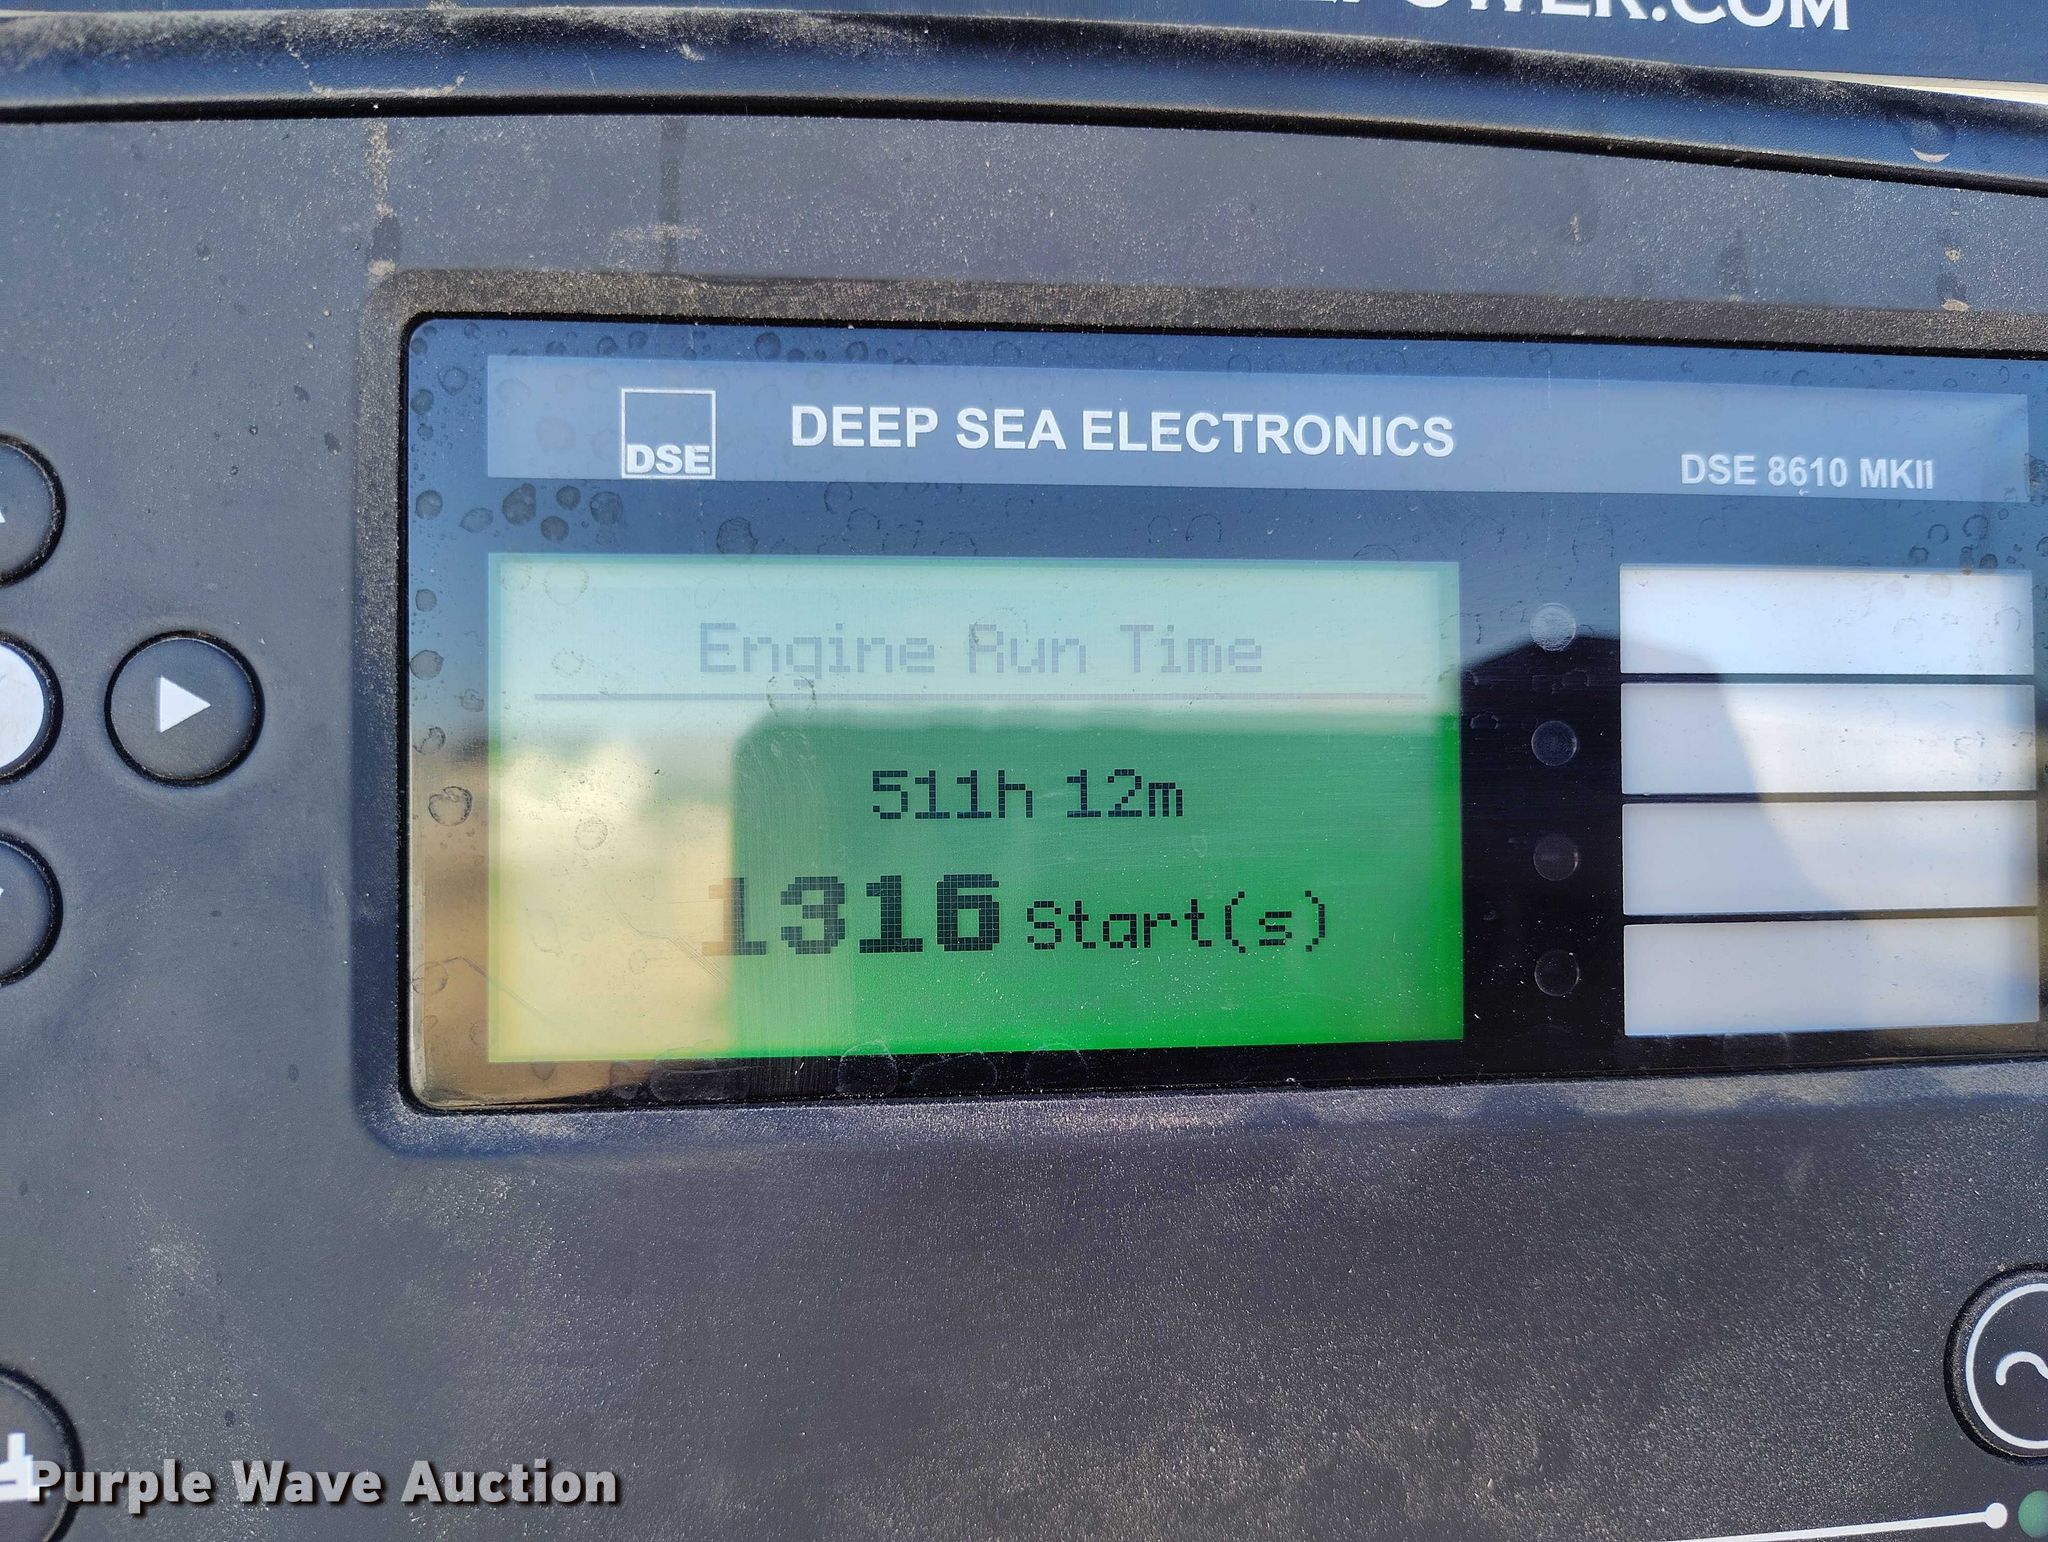 POWER.COM
DSE
DEEP SEA ELECTRONICS
DSE 8610 MKII
Engine Run Time
511h 12m
1316 Start(s)
Purple Wave Auction